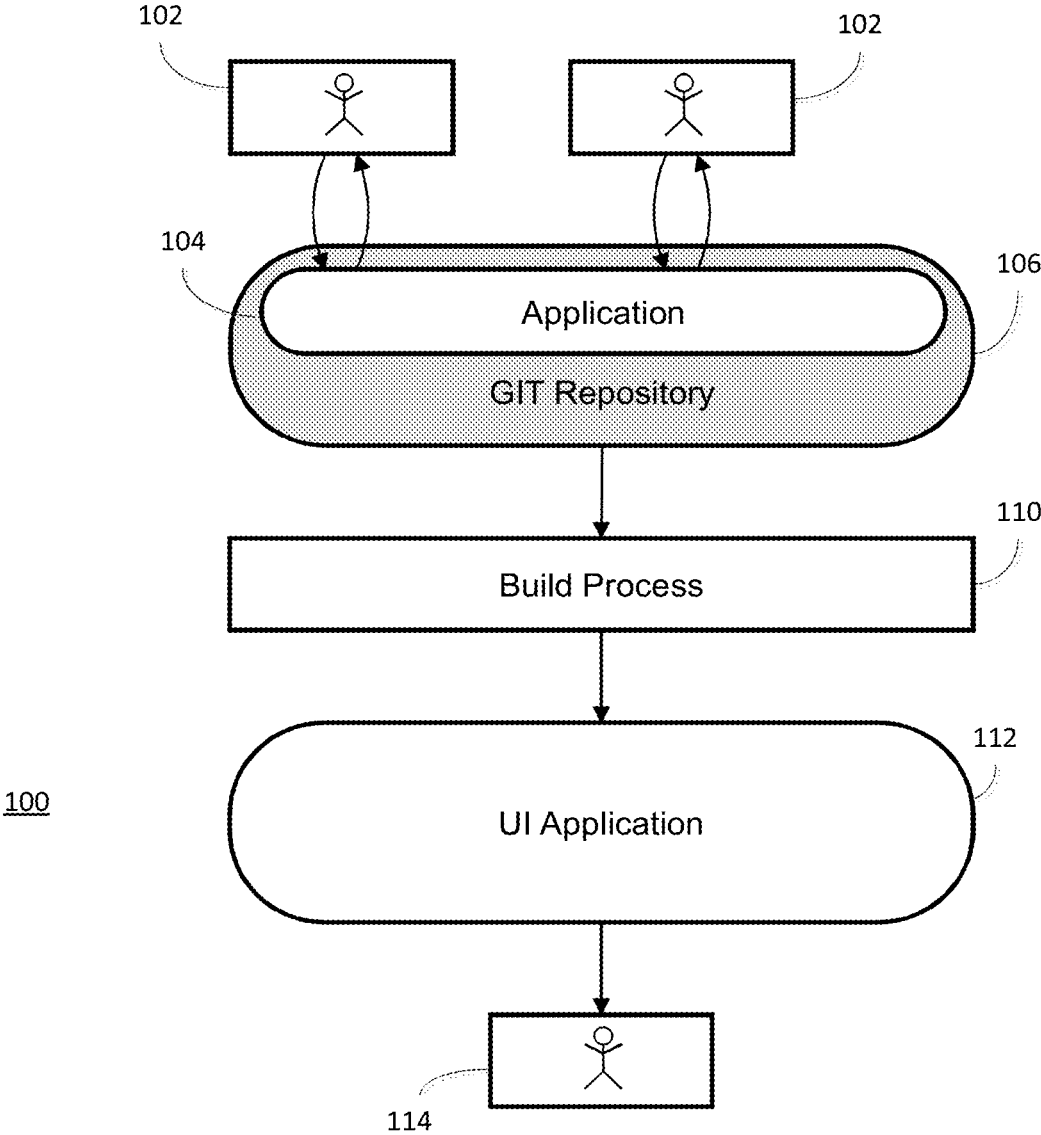 102
102
104
106
Application
GIT Repository
110
Build Process
112
100
UI Application
114